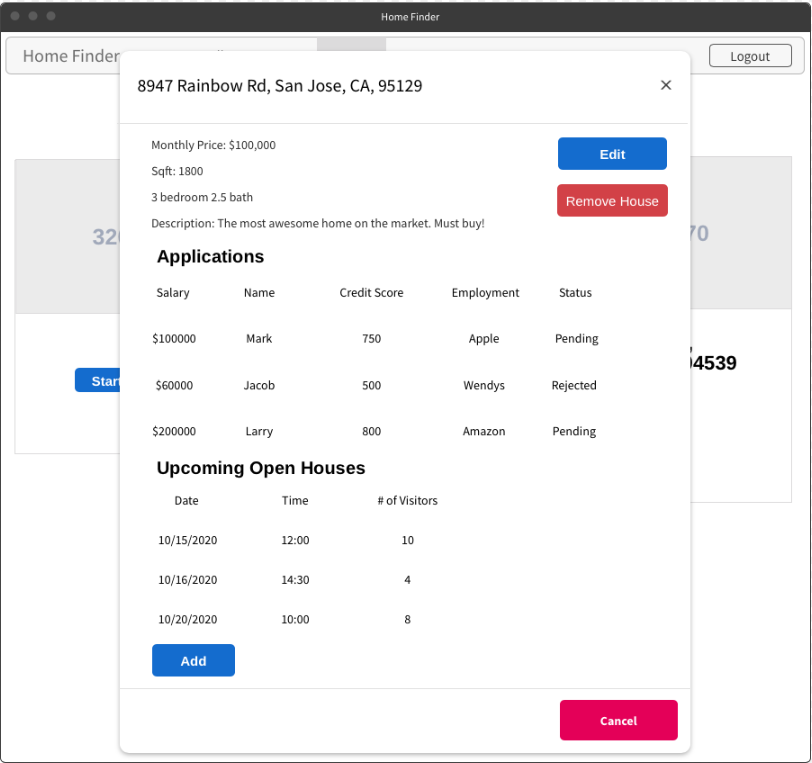 Home Finder
Home Finder
Logout
8947 Rainbow Rd, San Jose, CA, 95129
Monthly Price: $100,000
Edit
Sqft: 1800
3 bedroom 2.5 bath
Remove House
Description: The most awesome home on the market. Must buy!
Applications
Salary Name Credit Score Employment Status
$100000 Mark 750 Apple Pending
$60000 Jacob 500 Wendys Rejected
$200000 Larry 800 Amazon Pending
Upcoming Open Houses
Date Time # of Visitors
10/15/2020 12:00 10
10/16/2020 14:30 4
10/20/2020 10:00 8
Add
Cancel
Start
4539